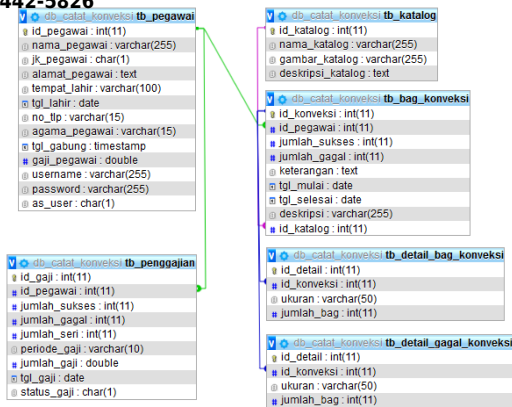 442-5826
db_catat_konveksi tb_pegawai
id_pegawai : int(11)
nama_pegawai : varchar(255)
jk_pegawai : char(1)
alamat_pegawai : text
tempat_lahir : varchar(100)
tgl_lahir : date
no_tlp : varchar(15)
agama_pegawai : varchar(15)
tgl_gabung : timestamp
gaji_pegawai : double
username : varchar(255)
password : varchar(255)
as_user : char(1)
db_catat_konveksi tb_penggajian
id_gaji : int(11)
id_pegawai : int(11)
jumlah_sukses : int(11)
jumlah_gagal : int(11)
jumlah_seri : int(11)
periode_gaji : varchar(10)
jumlah_gaji : double
tgl_gaji : date
status_gaji : char(1)
db_catat_konveksi tb_katalog
id_katalog : int(11)
nama_katalog : varchar(255)
gambar_katalog : varchar(255)
deskripsi_katalog : text
db_catat_konveksi tb_bag_konveksi
id_konveksi : int(11)
id_pegawai : int(11)
jumlah_sukses : int(11)
jumlah_gagal : int(11)
keterangan : text
tgl_mulai : date
tgl_selesai : date
deskripsi : varchar(255)
id_katalog : int(11)
db_catat_konveksi tb_detail_bag_konveksi
id_detail : int(11)
id_konveksi : int(11)
ukuran : varchar(50)
jumlah_bag : int(11)
db_catat_konveksi tb_detail_gagal_konveksi
id_detail : int(11)
id_konveksi : int(11)
ukuran : varchar(50)
jumlah_bag : int(11)